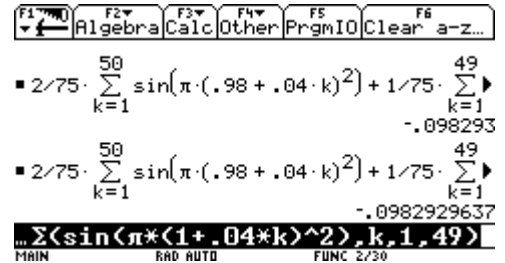 F1 F2 F3 F4 F5 F6
Algebra Calc Other PrgmIO Clear a-z…
50 49
2/75· Σ sin(π·(.98 + .04·k)²) + 1/75· Σ
k=1 k=1
-.098293
50 49
2/75· Σ sin(π·(.98 + .04·k)²) + 1/75· Σ
k=1 k=1
-.0982929637
…Σ(sin(π*(1+.04*k)^2),k,1,49)
MAIN RAD AUTO FUNC 2/30